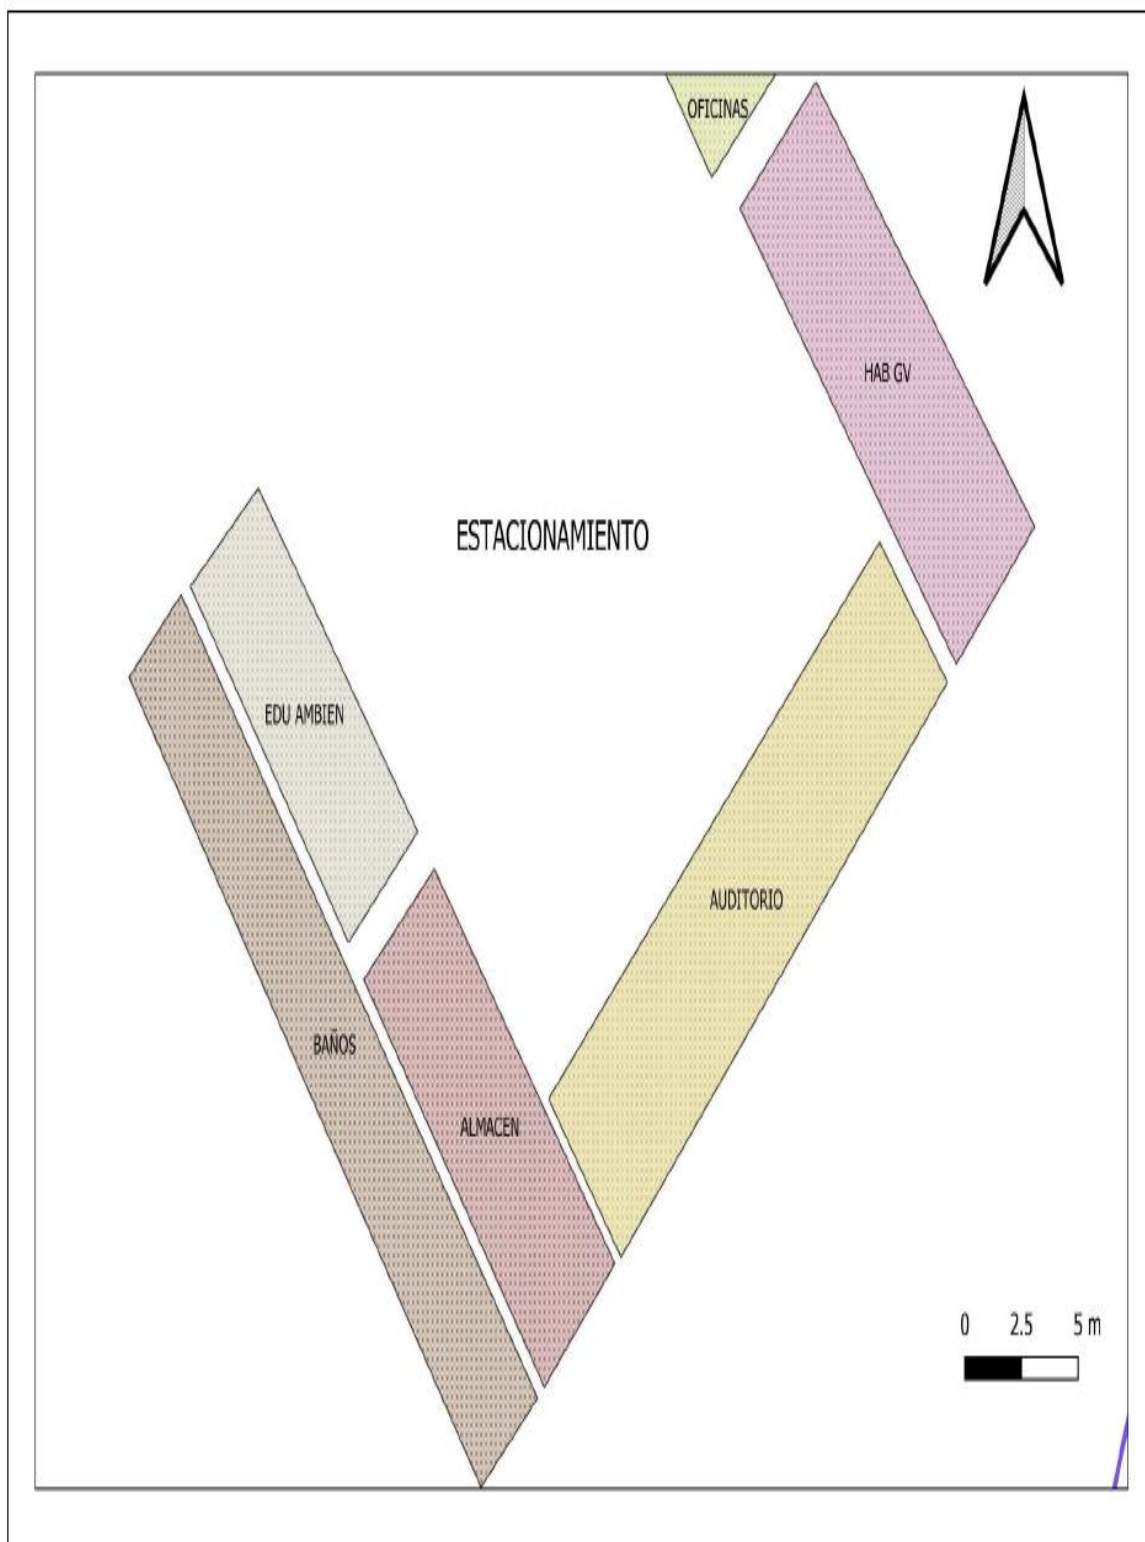 OFICINAS
HAB GV
ESTACIONAMIENTO
EDU AMBIEN
AUDITORIO
BAÑOS
ALMACEN
0 2.5 5 m